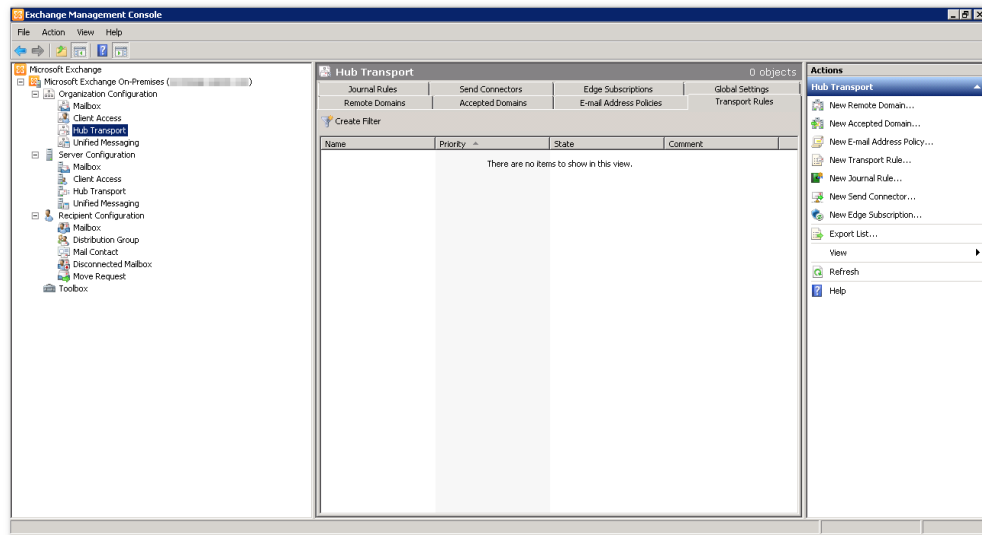 Exchange Management Console
File Action View Help
Microsoft Exchange
Microsoft Exchange On-Premises ( )
Organization Configuration
Mailbox
Client Access
Hub Transport
Unified Messaging
Server Configuration
Mailbox
Client Access
Hub Transport
Unified Messaging
Recipient Configuration
Mailbox
Distribution Group
Mail Contact
Disconnected Mailbox
Move Request
Toolbox
Hub Transport 0 objects
Journal Rules Send Connectors Edge Subscriptions Global Settings
Remote Domains Accepted Domains E-mail Address Policies Transport Rules
Create Filter
Name Priority State Comment
There are no items to show in this view.
Actions
Hub Transport
New Remote Domain...
New Accepted Domain...
New E-mail Address Policy...
New Transport Rule...
New Journal Rule...
New Send Connector...
New Edge Subscription...
Export List...
View
Refresh
Help